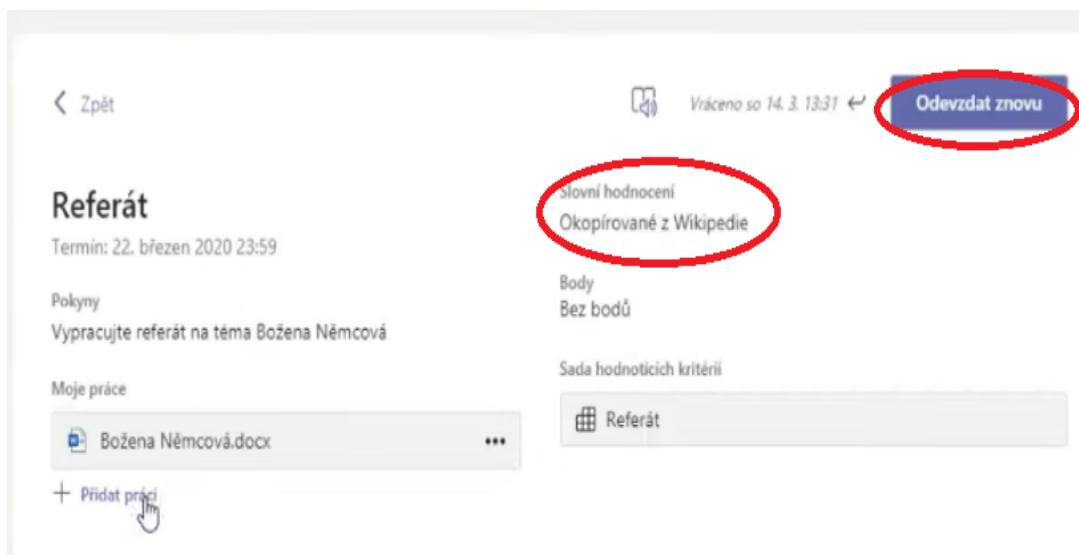 Zpět
Vráceno so 14. 3. 13:31
Odevzdat znovu
Referát
Termín: 22. březen 2020 23:59
Pokyny
Vypracujte referát na téma Božena Němcová
Moje práce
Božena Němcová.docx
+ Přidat práci
Slovní hodnocení
Okopírované z Wikipedie
Body
Bez bodů
Sada hodnoticích kritérií
Referát